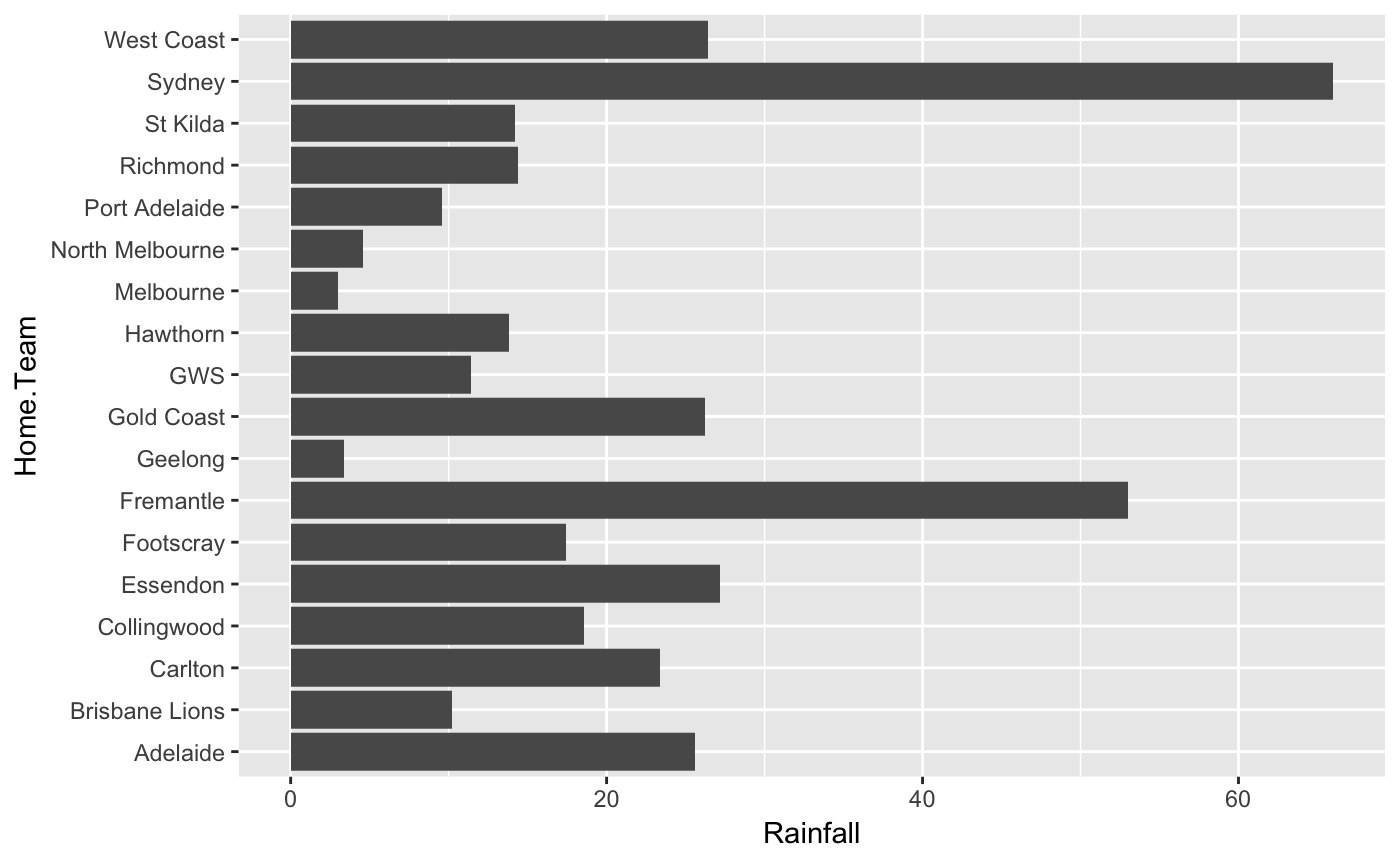 West Coast
Sydney
St Kilda
Richmond
Port Adelaide
North Melbourne
Melbourne
Hawthorn
GWS
Gold Coast
Geelong
Fremantle
Footscray
Essendon
Collingwood
Carlton
Brisbane Lions
Adelaide
Home.Team
0 20 40 60
Rainfall